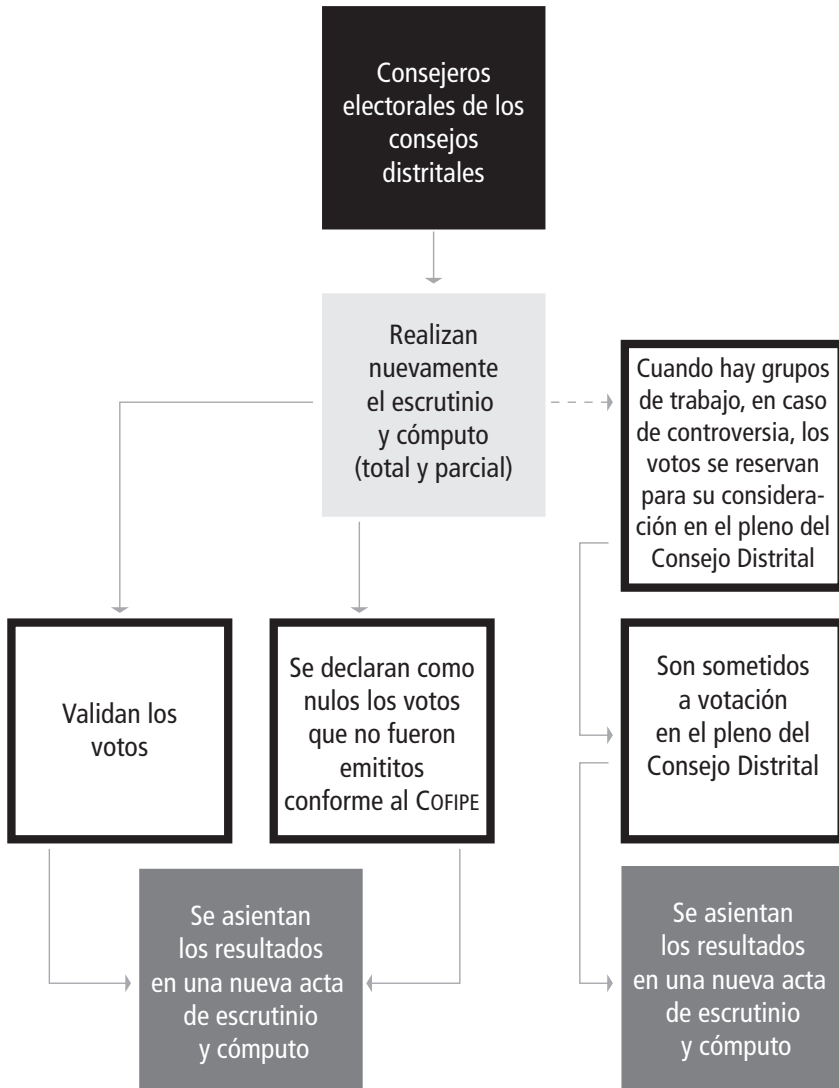 Consejeros
electorales de los
consejos
distritales
Realizan
nuevamente
el escrutinio
y cómputo
(total y parcial)
Cuando hay grupos
de trabajo, en caso
de controversia, los
votos se reservan
para su considera-
ción en el pleno del
Consejo Distrital
Validan los
votos
Se declaran como
nulos los votos
que no fueron
emititos
conforme al COFIPE
Son sometidos
a votación
en el pleno del
Consejo Distrital
Se asientan
los resultados
en una nueva acta
de escrutinio
y cómputo
Se asientan
los resultados
en una nueva acta
de escrutinio
y cómputo